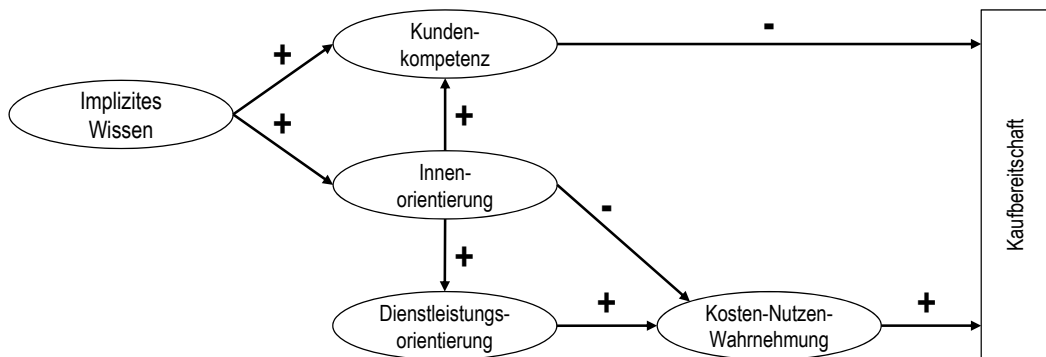 Kunden-
kompetenz
-
+
Implizites
Wissen
+
+
Innen-
orientierung
-
+
Dienstleistungs-
orientierung
+
Kosten-Nutzen-
Wahrnehmung
+
Kaufbereitschaft